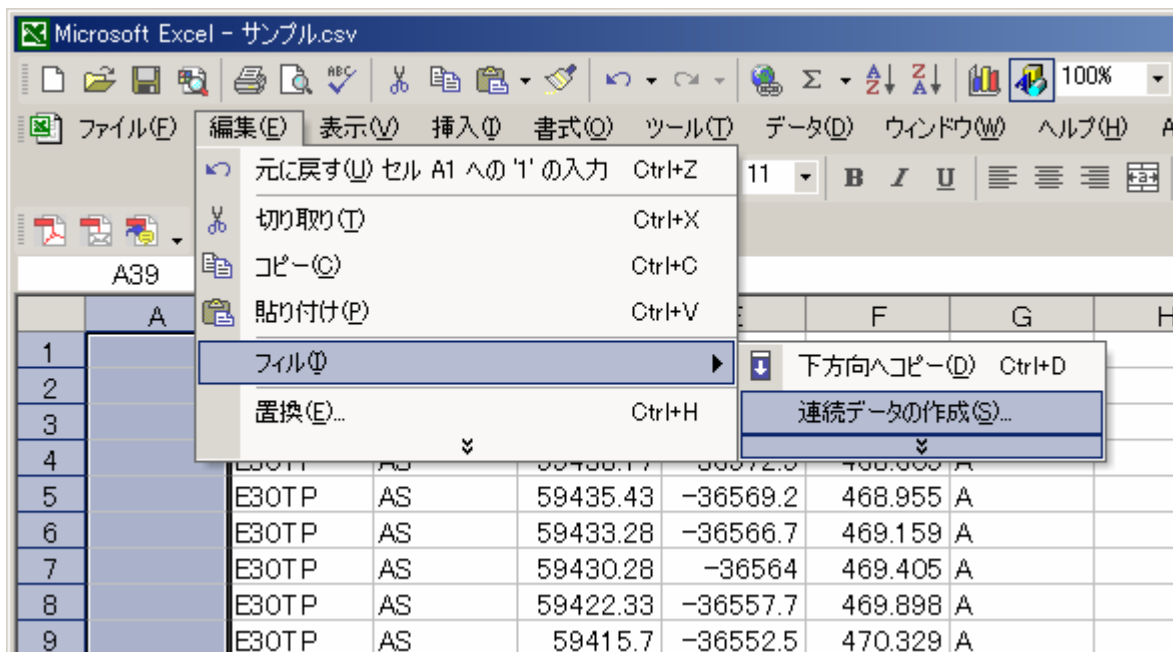 Microsoft Excel - サンプル.csv
ABC Σ A Z Z A 100%
ファイル(F) 編集(E) 表示(V) 挿入(I) 書式(O) ツール(T) データ(D) ウィンドウ(W) ヘルプ(H) A
元に戻す(U) セル A1 への '1' の入力 Ctrl+Z
11 B I U
切り取り(T) Ctrl+X
コピー(C) Ctrl+C
貼り付け(P) Ctrl+V
フィル(I)
置換(E)... Ctrl+H
下方向へコピー(D) Ctrl+D
連続データの作成(S)...
A39
A F G H
1
2
3
4 AS A
5 E30TP AS 59435.43 -36569.2 468.955 A
6 E30TP AS 59433.28 -36566.7 469.159 A
7 E30TP AS 59430.28 -36564 469.405 A
8 E30TP AS 59422.33 -36557.7 469.898 A
9 E30TP AS 59415.7 -36552.5 470.329 A